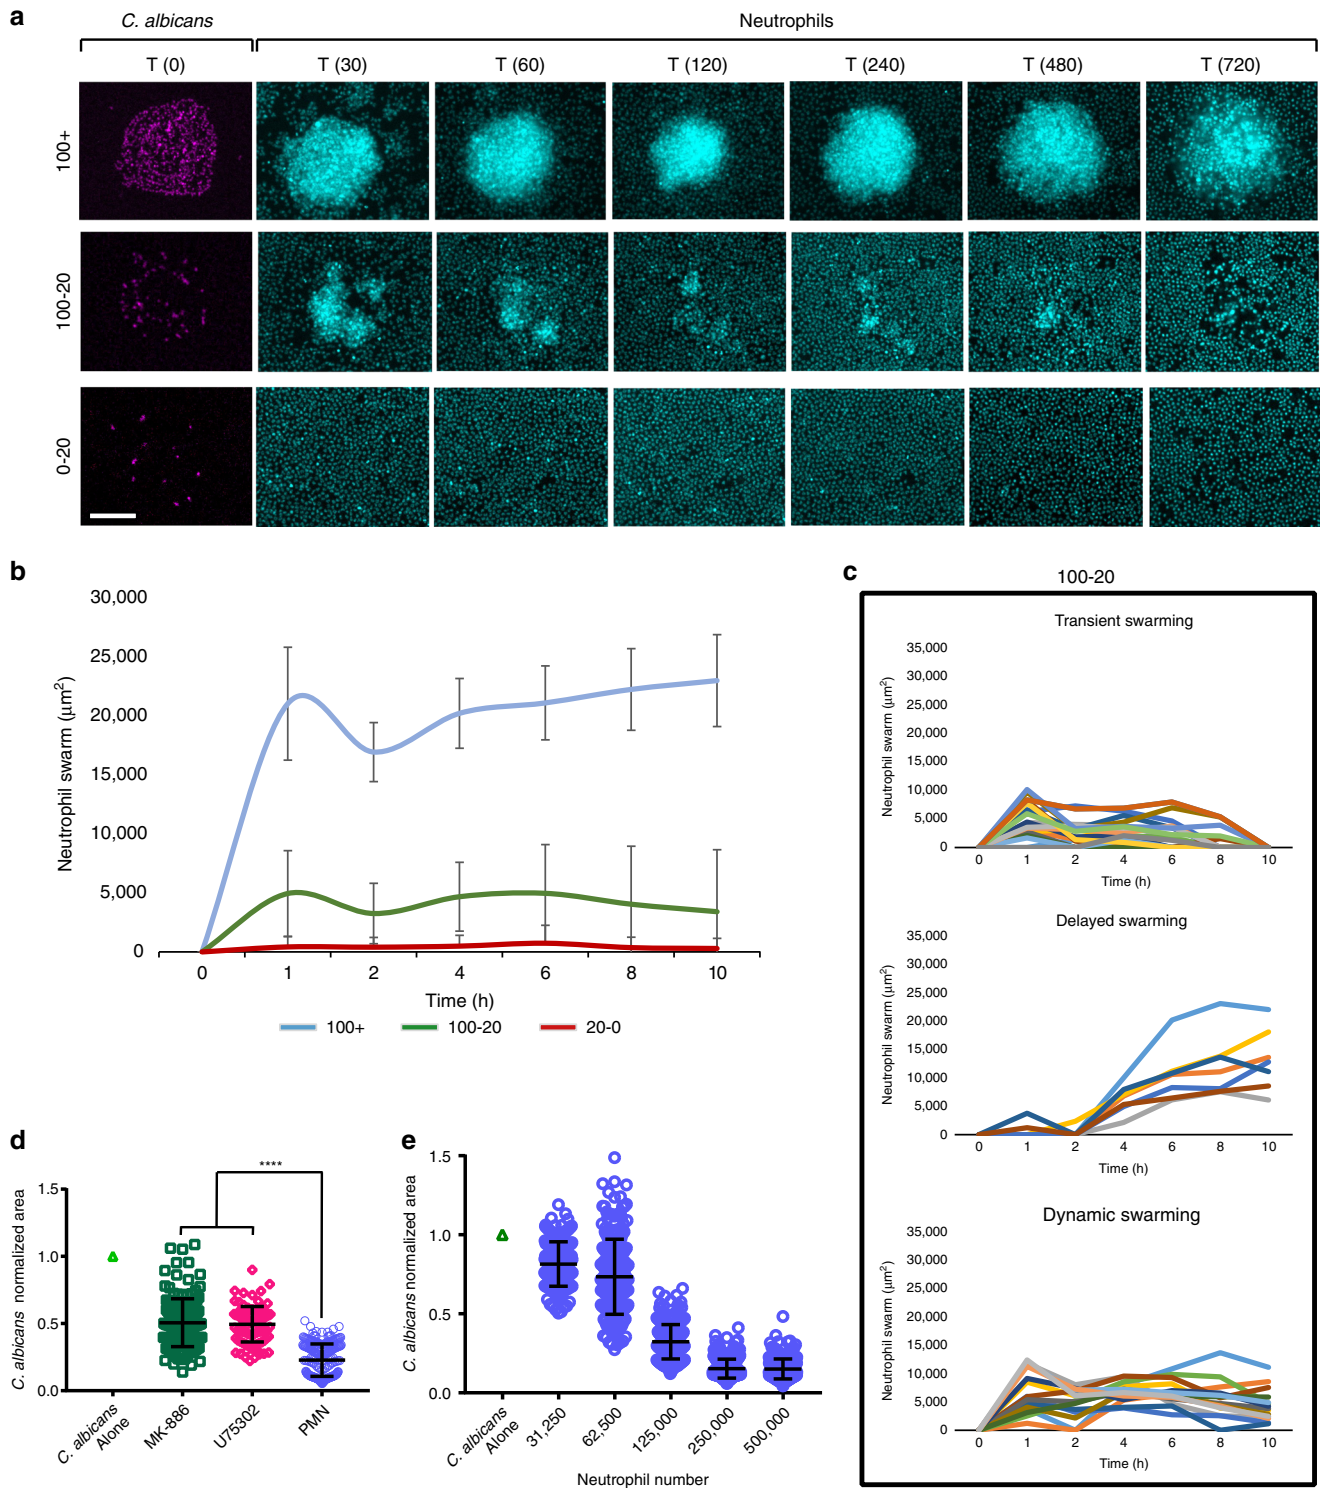 a
C. albicans
Neutrophils
T (0)
T (30)
T (60)
T (120)
T (240)
T (480)
T (720)
100+
100-20
0-20
b
30,000
25,000
20,000
15,000
10,000
5,000
0
Neutrophil swarm (µm²)
0 1 2 4 6 8 10
Time (h)
100+ 100-20 20-0
c
100-20
Transient swarming
35,000
30,000
25,000
20,000
15,000
10,000
5,000
0
Neutrophil swarm (µm²)
0 1 2 4 6 8 10
Time (h)
Delayed swarming
35,000
30,000
25,000
20,000
15,000
10,000
5,000
0
Neutrophil swarm (µm²)
0 1 2 4 6 8 10
Time (h)
Dynamic swarming
35,000
30,000
25,000
20,000
15,000
10,000
5,000
0
Neutrophil swarm (µm²)
0 1 2 4 6 8 10
Time (h)
d
****
1.5
1.0
0.5
0.0
C. albicans normalized area
C. albicans
Alone
MK-886
U75302
PMN
e
1.5
1.0
0.5
0.0
C. albicans normalized area
C. albicans
Alone
31,250
62,500
125,000
250,000
500,000
Neutrophil number